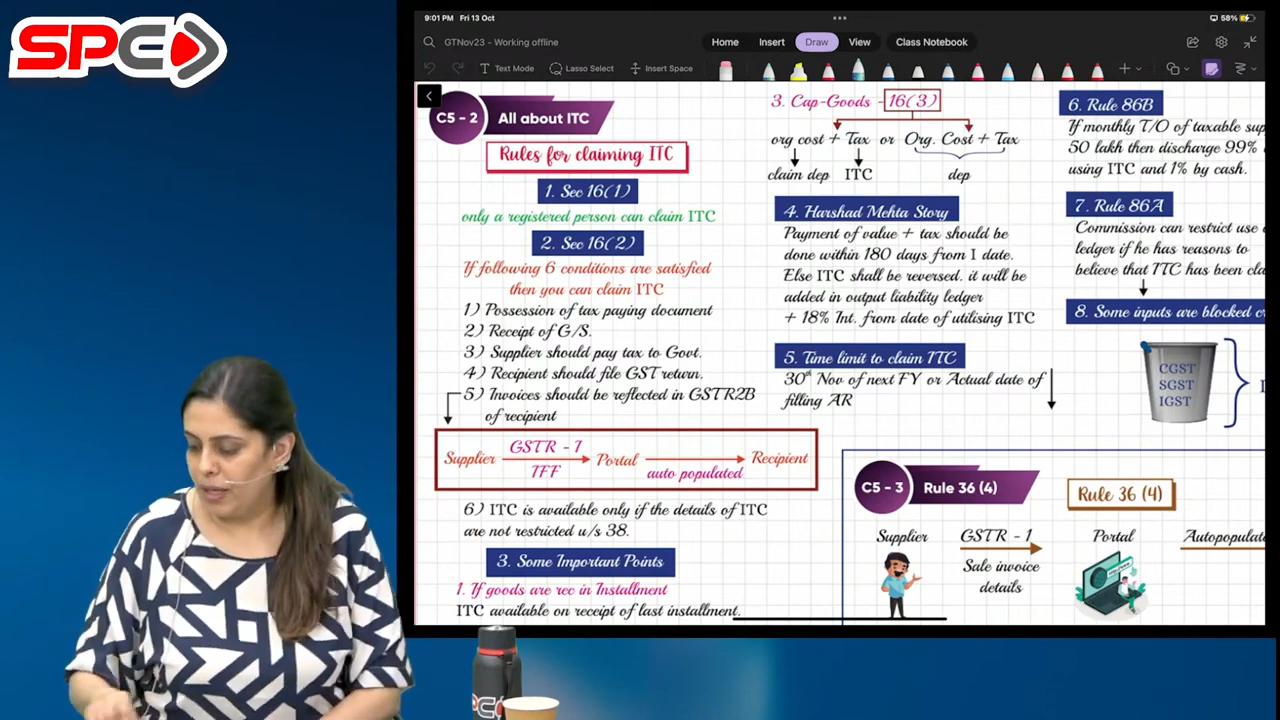 SPC
9:01 PM Fri 13 Oct
58%
GTNov23 - Working offline
Home Insert Draw View Class Notebook
Text Mode Lasso Select Insert Space
C5 - 2 All about ITC
Rules for claiming ITC
1. Sec 16(1)
only a registered person can claim ITC
2. Sec 16(2)
If following 6 conditions are satisfied
then you can claim ITC
1) Possession of tax paying document
2) Receipt of G/S.
3) Supplier should pay tax to Govt.
4) Recipient should file GST return.
5) Invoices should be reflected in GSTR2B
of recipient
Supplier GSTR - 1 IFF Portal auto populated Recipient
6) ITC is available only if the details of ITC
are not restricted u/s 38.
3. Some Important Points
1. If goods are rec in Installment
ITC available on receipt of last installment.
3. Cap-Goods - 16(3)
org cost + Tax or Org. Cost + Tax
claim dep ITC dep
4. Harshad Mehta Story
Payment of value + tax should be
done within 180 days from I date.
Else ITC shall be reversed. it will be
added in output liability ledger
+ 18% Int. from date of utilising ITC
5. Time limit to claim ITC
30th Nov of next FY or Actual date of
filling AR
6. Rule 86B
If monthly T/O of taxable sup
50 lakh then discharge 99%
using ITC and 1% by cash.
7. Rule 86A
Commission can restrict use
ledger if he has reasons to
believe that ITC has been cla
8. Some inputs are blocked cr
CGST
SGST
IGST
C5 - 3 Rule 36 (4)
Rule 36 (4)
Supplier GSTR - 1 Portal Autopopulat
Sale invoice
details